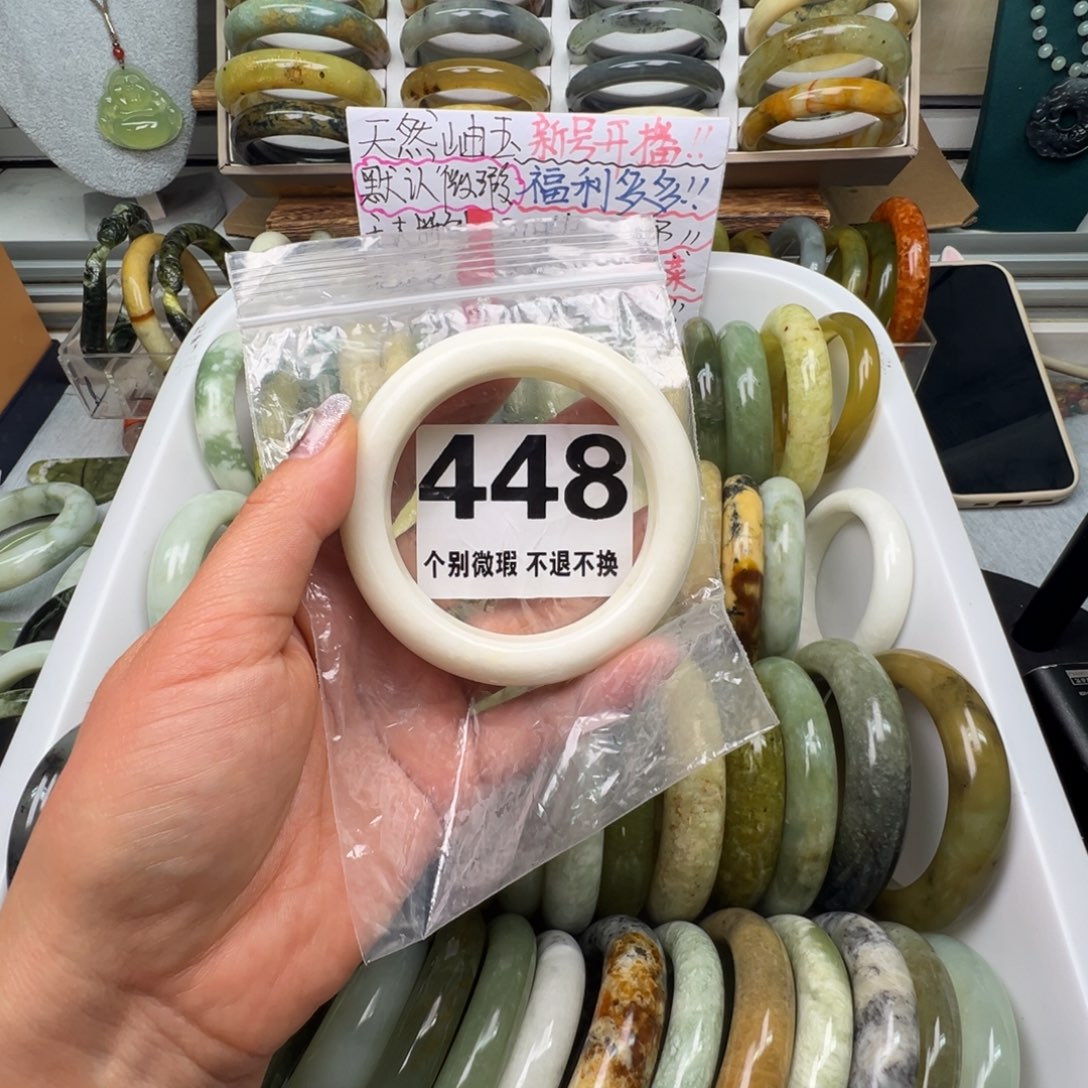 天然岫玉 新号开播!!
默认微瑕 福利多多!!
菜
448
个别微瑕 不退不换